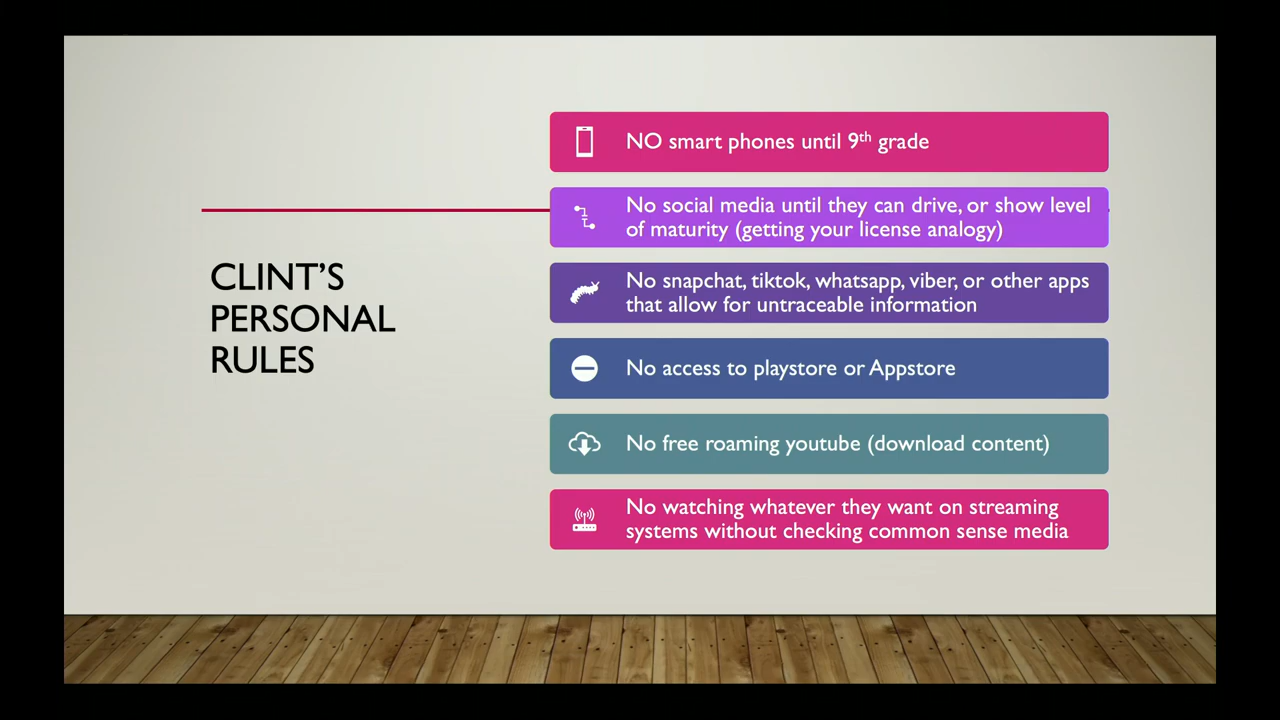 CLINT'S
PERSONAL
RULES
NO smart phones until 9th grade
No social media until they can drive, or show level
of maturity (getting your license analogy)
No snapchat, tiktok, whatsapp, viber, or other apps
that allow for untraceable information
No access to playstore or Appstore
No free roaming youtube (download content)
No watching whatever they want on streaming
systems without checking common sense media